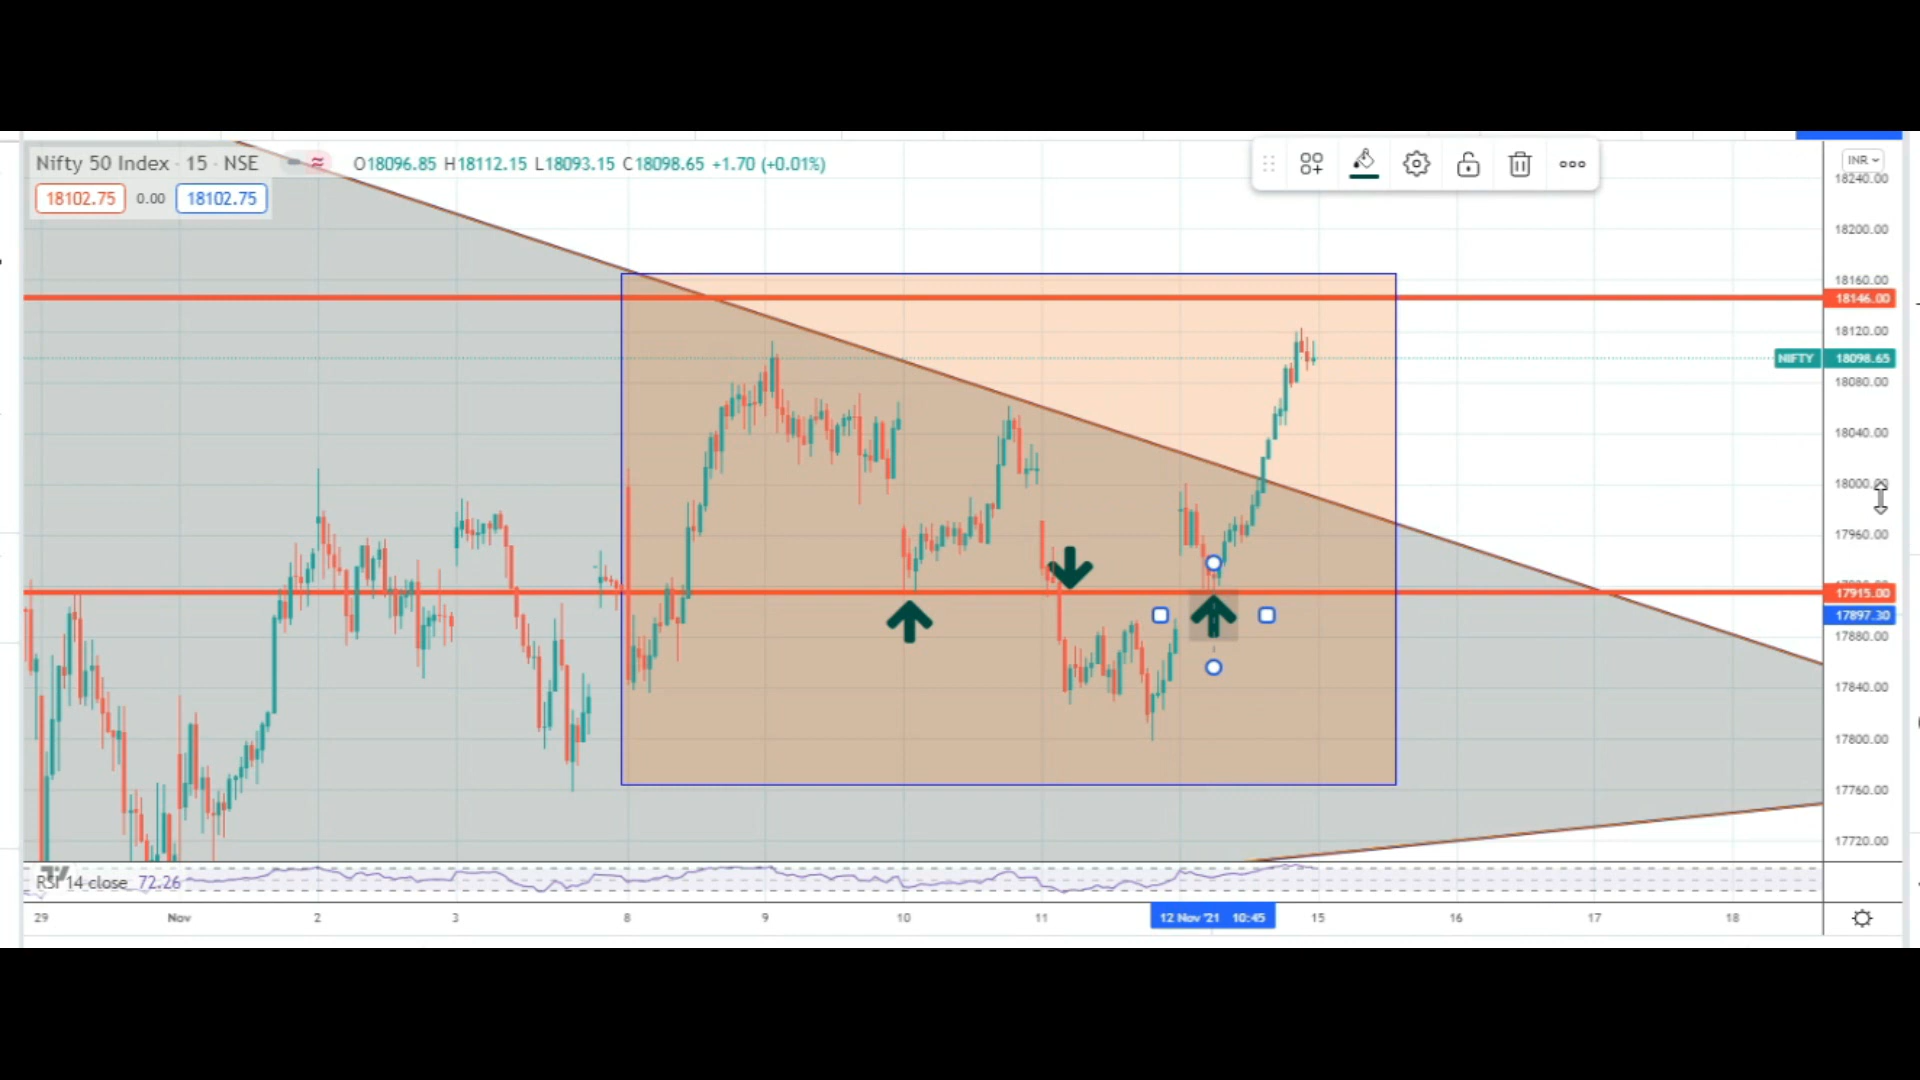 Nifty 50 Index · 15 · NSE
O18096.85 H18112.15 L18093.15 C18098.65 +1.70 (+0.01%)
18102.75 0.00 18102.75
INR
18240.00
18200.00
18160.00
18146.00
18120.00
NIFTY 18098.65
18080.00
18040.00
18000.00
17960.00
17915.00
17897.30
17880.00
17840.00
17800.00
17760.00
17720.00
RSI 14 close 72.26
29 Nov 2 3 8 9 10 11 12 Nov '21 10:45 15 16 17 18